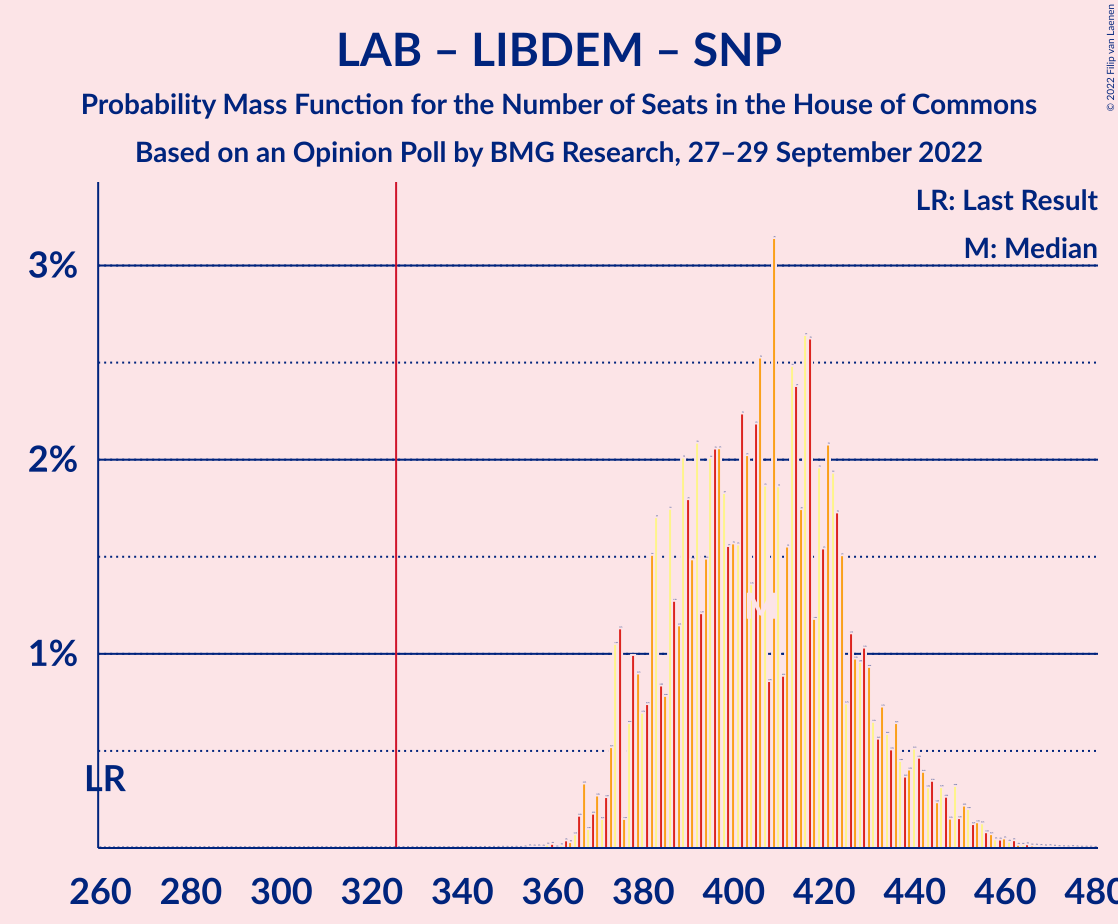 LAB – LIBDEM – SNP
Probability Mass Function for the Number of Seats in the House of Commons
Based on an Opinion Poll by BMG Research, 27–29 September 2022
© 2022 Filip van Laenen
LR: Last Result
M: Median
3%
2%
1%
M
LR
260 280 300 320 340 360 380 400 420 440 460 480